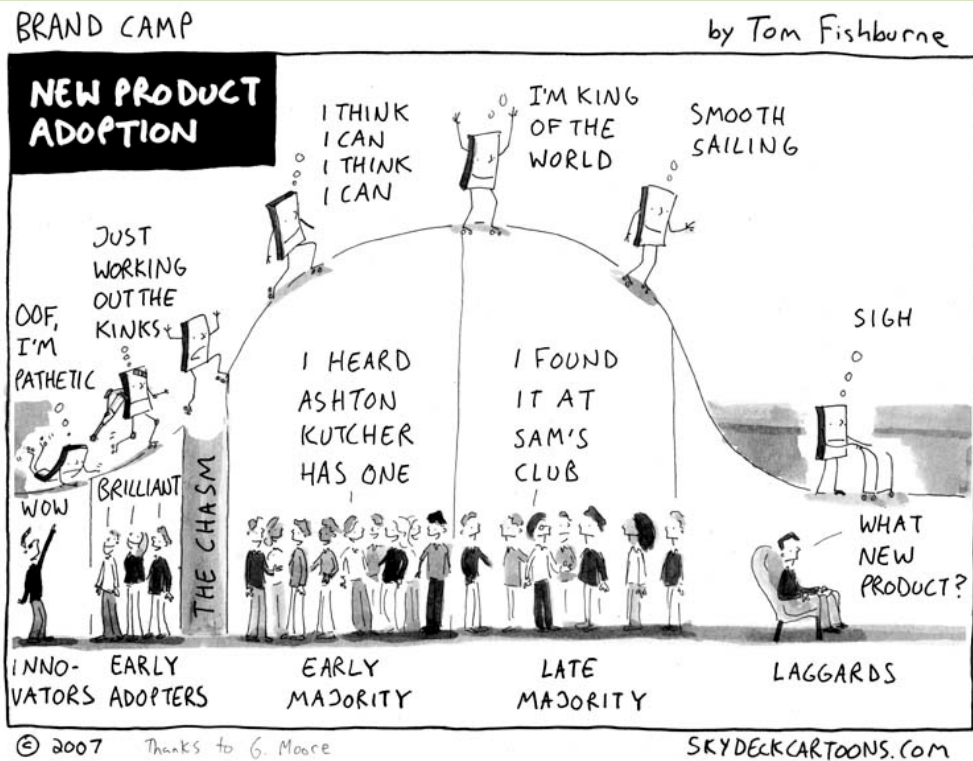 BRAND CAMP
by Tom Fishburne
NEW PRODUCT
ADOPTION
OOF,
I'M
PATHETIC
JUST
WORKING
OUT THE
KINKS
I THINK
I CAN
I THINK
I CAN
I'M KING
OF THE
WORLD
SMOOTH
SAILING
SIGH
WOW
BRILLIANT
THE CHASM
I HEARD
ASHTON
KUTCHER
HAS ONE
I FOUND
IT AT
SAM'S
CLUB
WHAT
NEW
PRODUCT?
INNO-
VATORS
EARLY
ADOPTERS
EARLY
MAJORITY
LATE
MAJORITY
LAGGARDS
© 2007
Thanks to G. Moore
SKYDECKCARTOONS.COM